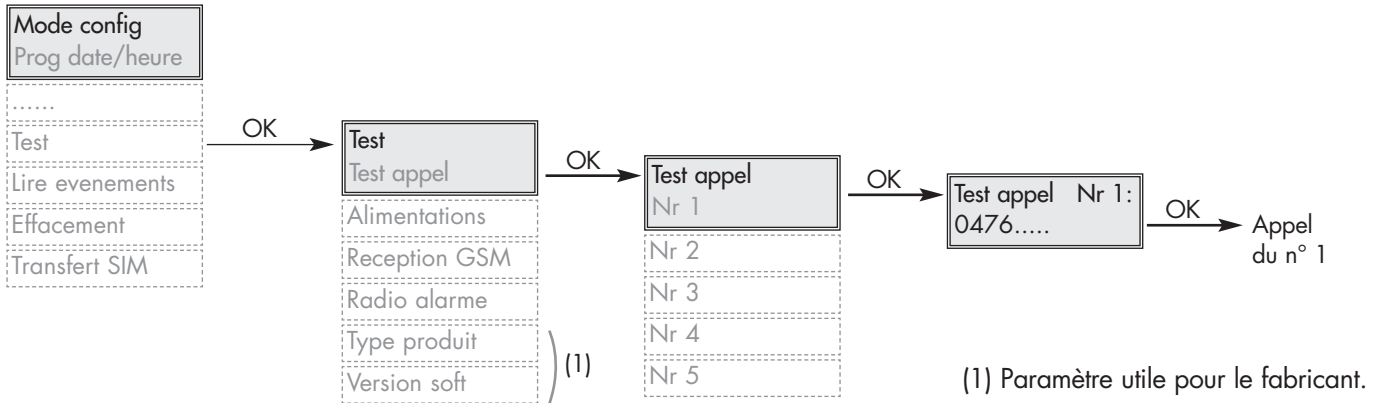 Mode config
Prog date/heure
......
Test
Lire evenements
Effacement
Transfert SIM
OK
Test
Test appel
Alimentations
Reception GSM
Radio alarme
Type produit
Version soft
(1)
OK
Test appel
Nr 1
Nr 2
Nr 3
Nr 4
Nr 5
OK
Test appel Nr 1:
0476.....
OK
Appel
du n° 1
(1) Paramètre utile pour le fabricant.